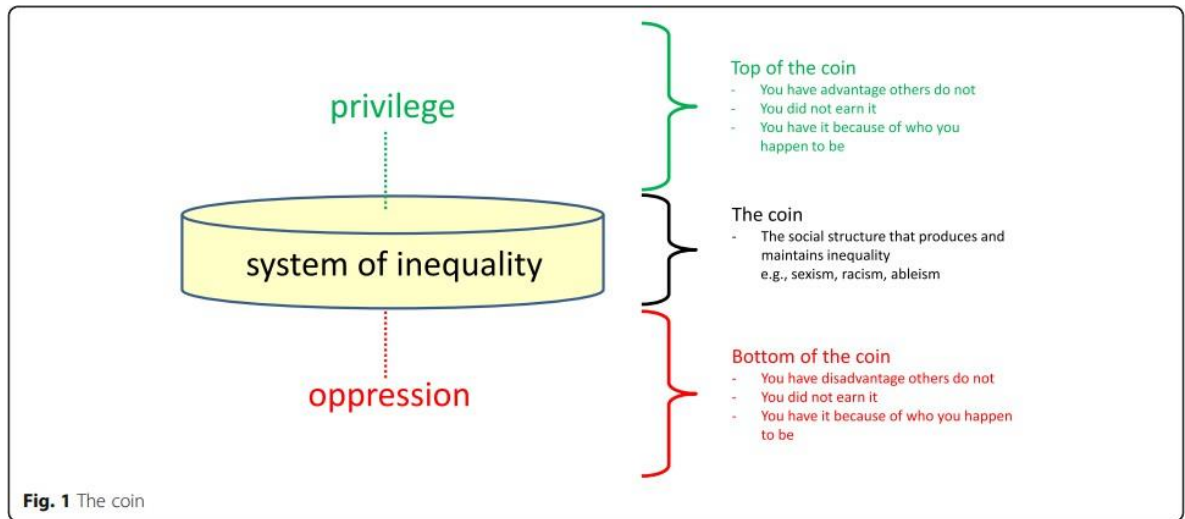 privilege
system of inequality
oppression
Top of the coin
- You have advantage others do not
- You did not earn it
- You have it because of who you
happen to be
The coin
- The social structure that produces and
maintains inequality
e.g., sexism, racism, ableism
Bottom of the coin
- You have disadvantage others do not
- You did not earn it
- You have it because of who you happen
to be
Fig. 1 The coin